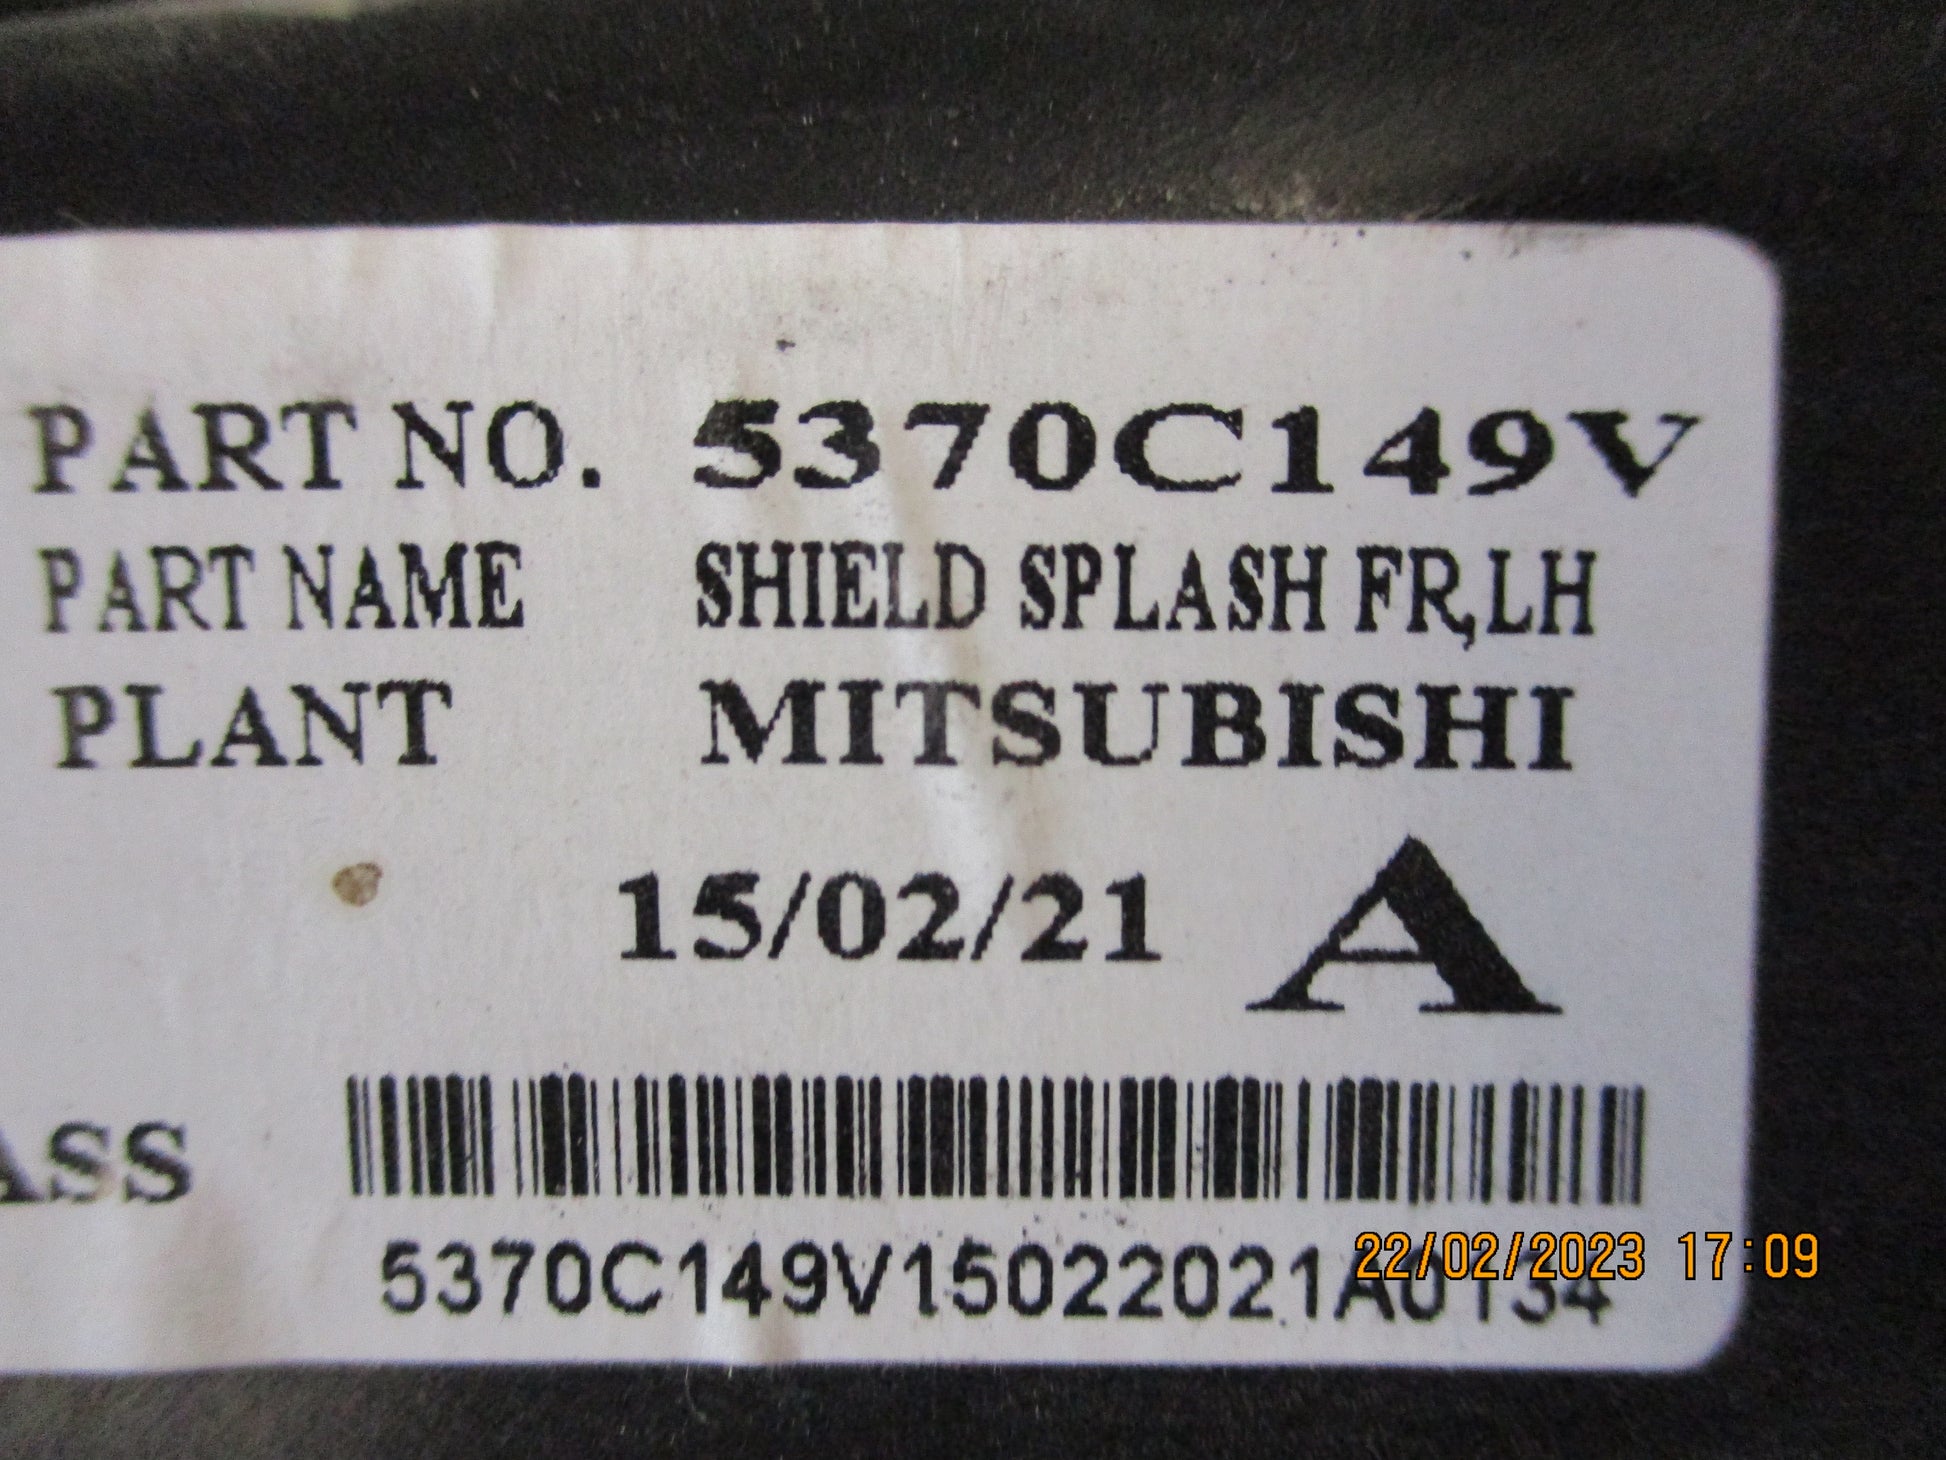 PART NO. 5370C149V
PART NAME SHIELD SPLASH FR,LH
PLANT MITSUBISHI
15/02/21 A
ASS
5370C149V15022021A0134
22/02/2023 17:09